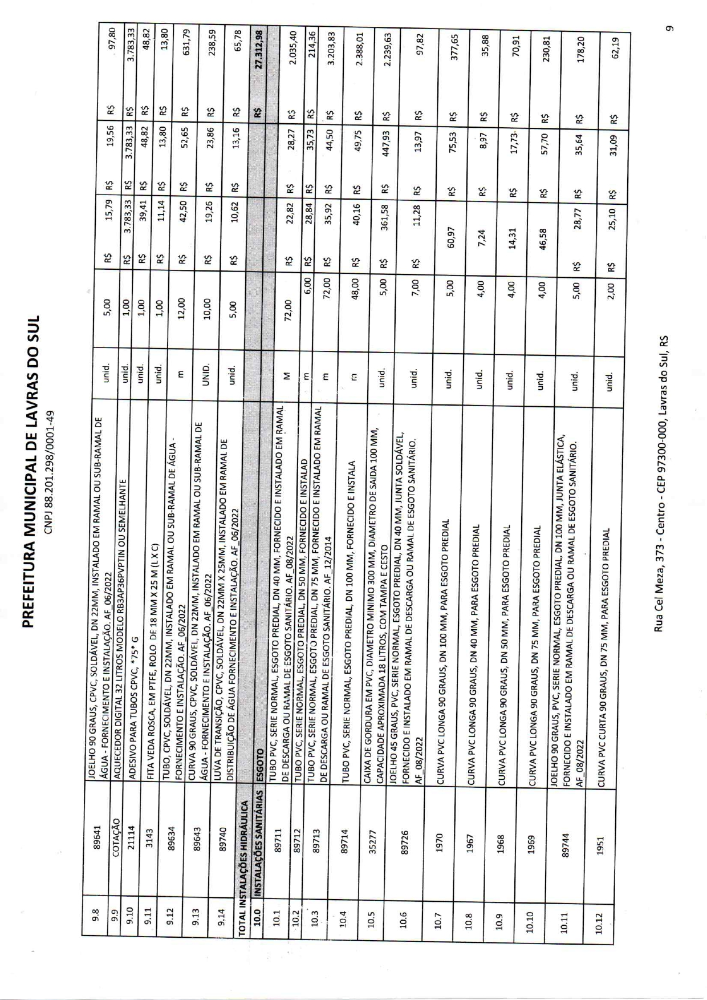 PREFEITURA MUNICIPAL DE LAVRAS DO SUL
CNPJ 88.201.298/0001-49
9.8 89641 JOELHO 90 GRAUS, CPVC, SOLDÁVEL, DN 22MM, INSTALADO EM RAMAL OU SUB-RAMAL DE unid. 5,00 R$ 15,79 R$ 19,56 R$ 97,80
ÁGUA - FORNECIMENTO E INSTALAÇÃO. AF_06/2022
9.9 COTAÇÃO AQUECEDOR DIGITAL 32 LITROS MODELO RB3AP36PVPTIN OU SEMELHANTE unid. 1,00 R$ 3.783,33 R$ 3.783,33 R$ 3.783,33
9.10 21114 ADESIVO PARA TUBOS CPVC, *75* G unid. 1,00 R$ 39,41 R$ 48,82 R$ 48,82
9.11 3143 FITA VEDA ROSCA, EM PTFE, ROLO DE 18 MM X 25 M (L X C) unid. 1,00 R$ 11,14 R$ 13,80 R$ 13,80
9.12 89634 TUBO, CPVC, SOLDÁVEL, DN 22MM, INSTALADO EM RAMAL OU SUB-RAMAL DE ÁGUA - m 12,00 R$ 42,50 R$ 52,65 R$ 631,79
FORNECIMENTO E INSTALAÇÃO. AF_06/2022
9.13 89643 CURVA 90 GRAUS, CPVC, SOLDÁVEL, DN 22MM, INSTALADO EM RAMAL OU SUB-RAMAL DE UNID. 10,00 R$ 19,26 R$ 23,86 R$ 238,59
ÁGUA - FORNECIMENTO E INSTALAÇÃO. AF_06/2022
9.14 89740 LUVA DE TRANSIÇÃO, CPVC, SOLDÁVEL, DN 22MM X 25MM, INSTALADO EM RAMAL DE unid. 5,00 R$ 10,62 R$ 13,16 R$ 65,78
DISTRIBUIÇÃO DE ÁGUA FORNECIMENTO E INSTALAÇÃO. AF_06/2022
TOTAL INSTALAÇÕES HIDRÁULICA R$ 27.312,98
10.0 INSTALAÇÕES SANITÁRIAS ESGOTO
10.1 89711 TUBO PVC, SERIE NORMAL, ESGOTO PREDIAL, DN 40 MM, FORNECIDO E INSTALADO EM RAMAL M 72,00 R$ 22,82 R$ 28,27 R$ 2.035,40
DE DESCARGA OU RAMAL DE ESGOTO SANITÁRIO. AF_08/2022
10.2 89712 TUBO PVC, SERIE NORMAL, ESGOTO PREDIAL, DN 50 MM, FORNECIDO E INSTALAD m 6,00 R$ 28,84 R$ 35,73 R$ 214,36
10.3 89713 TUBO PVC, SERIE NORMAL, ESGOTO PREDIAL, DN 75 MM, FORNECIDO E INSTALADO EM RAMAL m 72,00 R$ 35,92 R$ 44,50 R$ 3.203,83
DE DESCARGA OU RAMAL DE ESGOTO SANITÁRIO. AF_12/2014
10.4 89714 TUBO PVC, SERIE NORMAL, ESGOTO PREDIAL, DN 100 MM, FORNECIDO E INSTALA m 48,00 R$ 40,16 R$ 49,75 R$ 2.388,01
10.5 35277 CAIXA DE GORDURA EM PVC, DIAMETRO MINIMO 300 MM, DIAMETRO DE SAIDA 100 MM, unid. 5,00 R$ 361,58 R$ 447,93 R$ 2.239,63
CAPACIDADE APROXIMADA 18 LITROS, COM TAMPA E CESTO
10.6 89726 JOELHO 45 GRAUS, PVC, SERIE NORMAL, ESGOTO PREDIAL, DN 40 MM, JUNTA SOLDÁVEL, unid. 7,00 R$ 11,28 R$ 13,97 R$ 97,82
FORNECIDO E INSTALADO EM RAMAL DE DESCARGA OU RAMAL DE ESGOTO SANITÁRIO.
AF_08/2022
10.7 1970 CURVA PVC LONGA 90 GRAUS, DN 100 MM, PARA ESGOTO PREDIAL unid. 5,00 60,97 R$ 75,53 R$ 377,65
10.8 1967 CURVA PVC LONGA 90 GRAUS, DN 40 MM, PARA ESGOTO PREDIAL unid. 4,00 7,24 R$ 8,97 R$ 35,88
10.9 1968 CURVA PVC LONGA 90 GRAUS, DN 50 MM, PARA ESGOTO PREDIAL unid. 4,00 14,31 R$ 17,73 R$ 70,91
10.10 1969 CURVA PVC LONGA 90 GRAUS, DN 75 MM, PARA ESGOTO PREDIAL unid. 4,00 46,58 R$ 57,70 R$ 230,81
10.11 89744 JOELHO 90 GRAUS, PVC, SERIE NORMAL, ESGOTO PREDIAL, DN 100 MM, JUNTA ELÁSTICA, unid. 5,00 R$ 28,77 R$ 35,64 R$ 178,20
FORNECIDO E INSTALADO EM RAMAL DE DESCARGA OU RAMAL DE ESGOTO SANITÁRIO.
AF_08/2022
10.12 1951 CURVA PVC CURTA 90 GRAUS, DN 75 MM, PARA ESGOTO PREDIAL unid. 2,00 R$ 25,10 R$ 31,09 R$ 62,19
Rua Cel Meza, 373 - Centro - CEP 97300-000, Lavras do Sul, RS
9